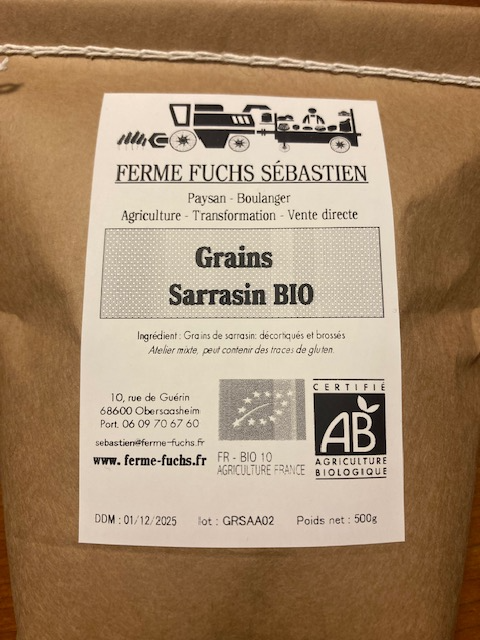 FERME FUCHS SÉBASTIEN
Paysan - Boulanger
Agriculture - Transformation - Vente directe
Grains
Sarrasin BIO
Ingrédient : Grains de sarrasin: décortiqués et brossés
Atelier mixte, peut contenir des traces de gluten.
10, rue de Guérin
68600 Obersaasheim
Port. 06 09 70 67 60
sebastien@ferme-fuchs.fr
www. ferme-fuchs.fr
FR - BIO 10
AGRICULTURE FRANCE
CERTIFIÉ
AB
AGRICULTURE
BIOLOGIQUE
DDM : 01/12/2025 lot : GRSAA02 Poids net : 500g